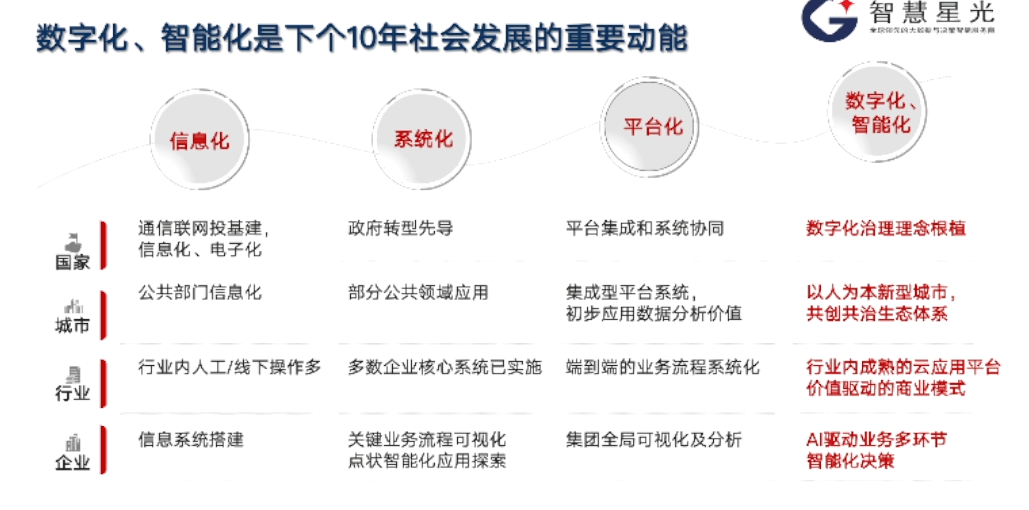 数字化、智能化是下个10年社会发展的重要动能
智慧星光
信息化
系统化
平台化
数字化、
智能化
国家
通信联网投基建，
信息化、电子化
政府转型先导
平台集成和系统协同
数字化治理理念根植
城市
公共部门信息化
部分公共领域应用
集成型平台系统，
初步应用数据分析价值
以人为本新型城市，
共创共治生态体系
行业
行业内人工/线下操作多
多数企业核心系统已实施
端到端的业务流程系统化
行业内成熟的云应用平台
价值驱动的商业模式
企业
信息系统搭建
关键业务流程可视化
点状智能化应用探索
集团全局可视化及分析
AI驱动业务多环节
智能化决策